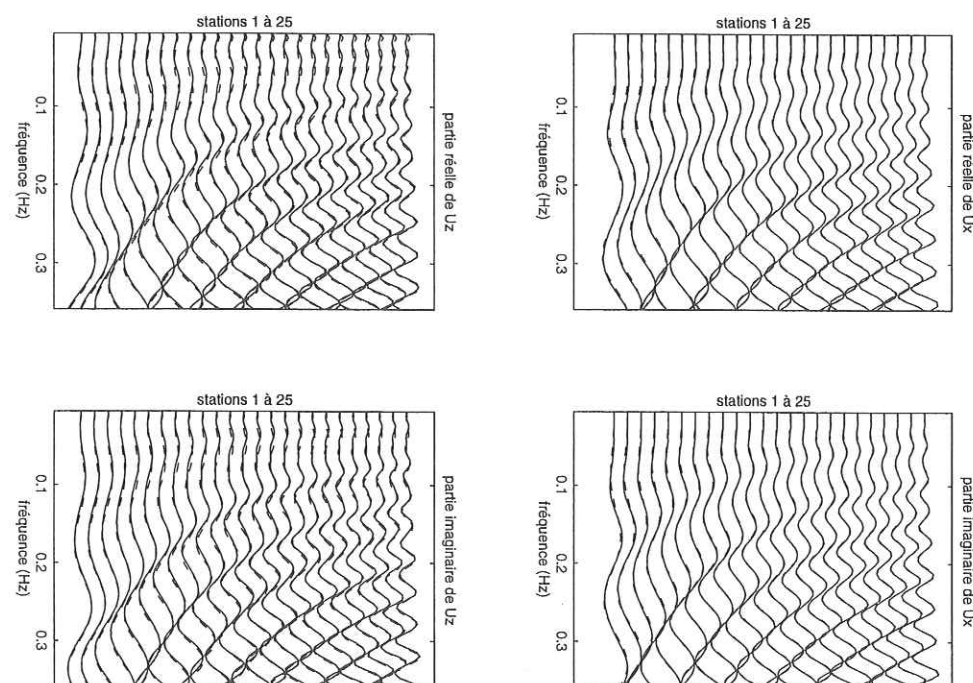 stations 1 à 25
0.1
0.2
0.3
fréquence (Hz)
partie réelle de Uz
stations 1 à 25
0.1
0.2
0.3
fréquence (Hz)
partie réelle de Ux
stations 1 à 25
0.1
0.2
0.3
fréquence (Hz)
partie imaginaire de Uz
stations 1 à 25
0.1
0.2
0.3
fréquence (Hz)
partie imaginaire de Ux